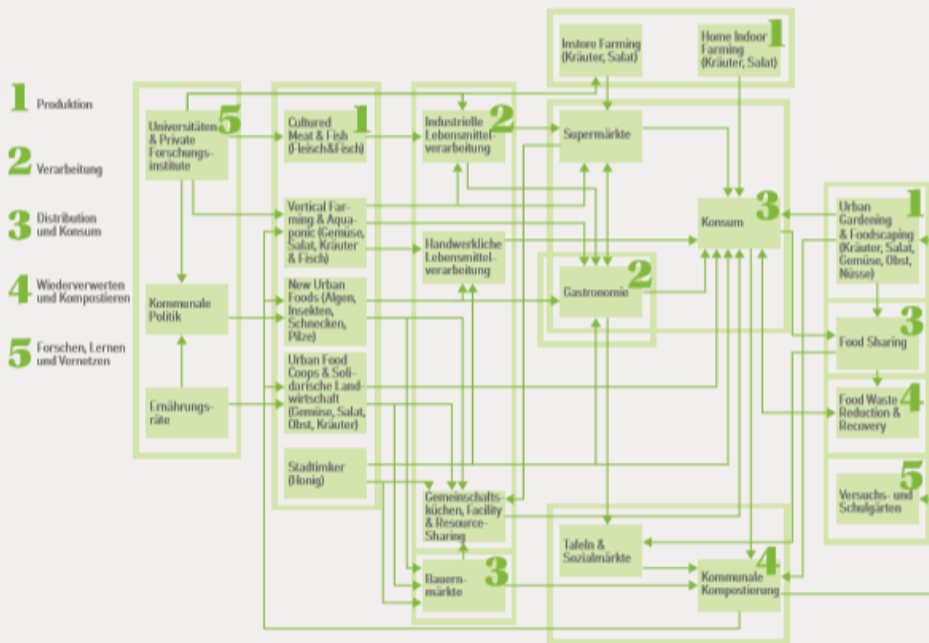 1 Produktion
2 Verarbeitung
3 Distribution
und Konsum
4 Wiederverwerten
und Kompostieren
5 Forschen, Lernen
und Vernetzen
5
Universitäten
& Private
Forschungs-
institute
Kommunale
Politik
Ernährungs-
räte
1
Cultured
Meat & Fish
(Fleisch&Fisch)
Vertical Far-
ming & Aqua-
ponic (Gemüse,
Salat, Kräuter
& Fisch)
New Urban
Foods (Algen,
Insekten,
Schnecken,
Pilze)
Urban Food
Coops & Soli-
darische Land-
wirtschaft
(Gemüse, Salat,
Obst, Kräuter)
Stadtimker
(Honig)
2
Industrielle
Lebensmittel-
verarbeitung
Handwerkliche
Lebensmittel-
verarbeitung
Gemeinschafts-
küchen, Facility
& Resource-
Sharing
3
Bauern-
märkte
1
Instore Farming
(Kräuter, Salat)
Home Indoor
Farming
(Kräuter, Salat)
Supermärkte
3
Konsum
2
Gastronomie
Tafeln &
Sozialmärkte
4
Kommunale
Kompostierung
1
Urban
Gardening
& Foodscaping
(Kräuter, Salat,
Gemüse, Obst,
Nüsse)
3
Food Sharing
4
Food Waste
Reduction &
Recovery
5
Versuchs- und
Schulgärten